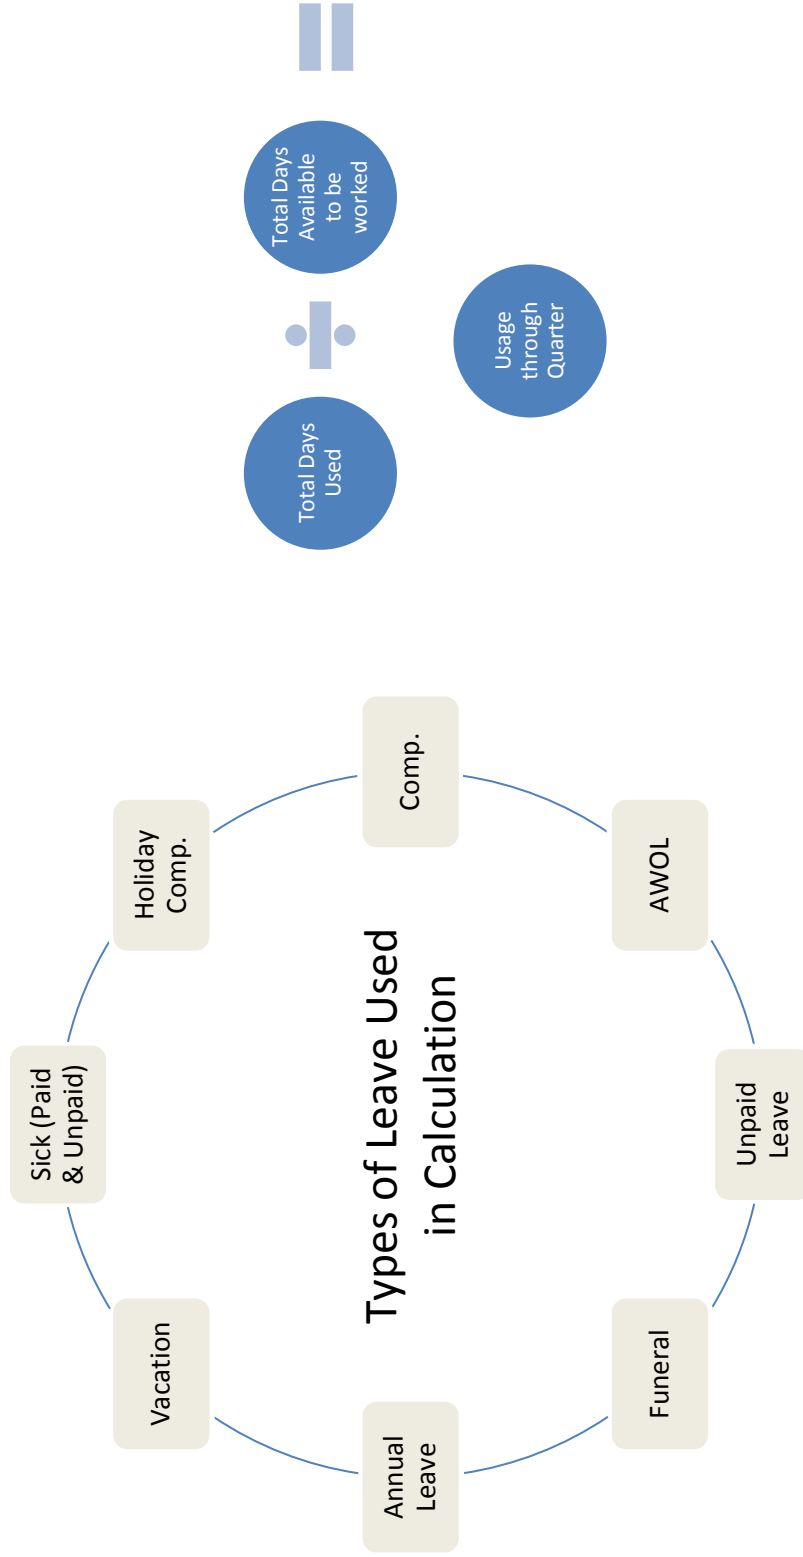 Types of Leave Used
in Calculation
Sick (Paid
& Unpaid)
Holiday
Comp.
Comp.
AWOL
Unpaid
Leave
Funeral
Annual
Leave
Vacation
Total Days
Used
÷
Total Days
Available
to be
worked
=
Usage
through
Quarter